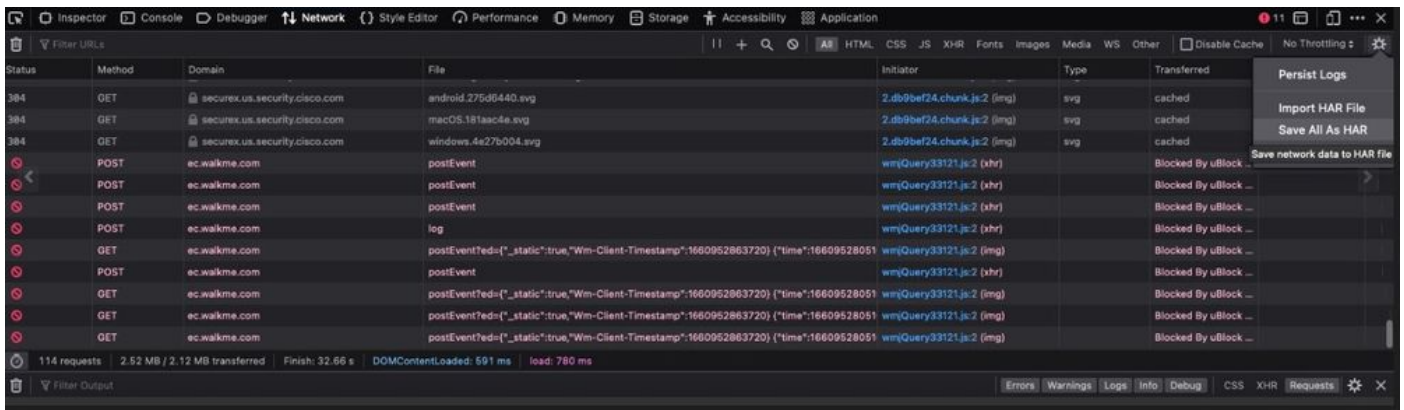 Inspector Console Debugger Network {} Style Editor Performance Memory Storage Accessibility Application 11
Filter URLs All HTML CSS JS XHR Fonts Images Media WS Other Disable Cache No Throttling
Status Method Domain File Initiator Type Transferred
Persist Logs
304 GET securex.us.security.cisco.com android.275d6440.svg 2.db9bef24.chunk.js:2 (img) svg cached
Import HAR File
304 GET securex.us.security.cisco.com macOS.181aac4e.svg 2.db9bef24.chunk.js:2 (img) svg cached
Save All As HAR
304 GET securex.us.security.cisco.com windows.4e27b004.svg 2.db9bef24.chunk.js:2 (img) svg cached
Save network data to HAR file
POST ec.walkme.com postEvent wmjQuery33121.js:2 (xhr) Blocked By uBlock ...
POST ec.walkme.com postEvent wmjQuery33121.js:2 (xhr) Blocked By uBlock ...
POST ec.walkme.com postEvent wmjQuery33121.js:2 (xhr) Blocked By uBlock ...
POST ec.walkme.com log wmjQuery33121.js:2 (xhr) Blocked By uBlock ...
GET ec.walkme.com postEvent?ed={"_static":true,"Wm-Client-Timestamp":1660952863720} {"time":16609528051 wmjQuery33121.js:2 (img) Blocked By uBlock ...
POST ec.walkme.com postEvent wmjQuery33121.js:2 (xhr) Blocked By uBlock ...
GET ec.walkme.com postEvent?ed={"_static":true,"Wm-Client-Timestamp":1660952863720} {"time":16609528051 wmjQuery33121.js:2 (img) Blocked By uBlock ...
GET ec.walkme.com postEvent?ed={"_static":true,"Wm-Client-Timestamp":1660952863720} {"time":16609528051 wmjQuery33121.js:2 (img) Blocked By uBlock ...
GET ec.walkme.com postEvent?ed={"_static":true,"Wm-Client-Timestamp":1660952863720} {"time":16609528051 wmjQuery33121.js:2 (img) Blocked By uBlock ...
114 requests 2.52 MB / 2.12 MB transferred Finish: 32.66 s DOMContentLoaded: 591 ms load: 780 ms
Filter Output Errors Warnings Logs Info Debug CSS XHR Requests